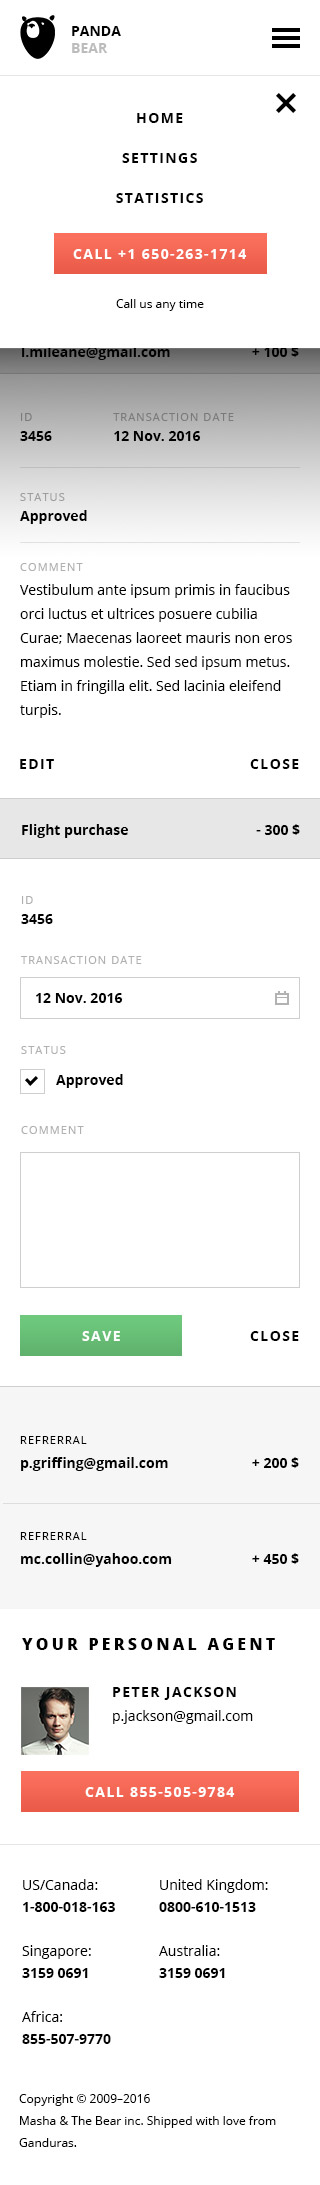 PANDA
BEAR
HOME
SETTINGS
STATISTICS
CALL +1 650-263-1714
Call us any time
l.mileane@gmail.com + 100 $
ID TRANSACTION DATE
3456 12 Nov. 2016
STATUS
Approved
COMMENT
Vestibulum ante ipsum primis in faucibus
orci luctus et ultrices posuere cubilia
Curae; Maecenas laoreet mauris non eros
maximus molestie. Sed sed ipsum metus.
Etiam in fringilla elit. Sed lacinia eleifend
turpis.
EDIT CLOSE
Flight purchase - 300 $
ID
3456
TRANSACTION DATE
12 Nov. 2016
STATUS
Approved
COMMENT
SAVE CLOSE
REFRERRAL
p.griffing@gmail.com + 200 $
REFRERRAL
mc.collin@yahoo.com + 450 $
YOUR PERSONAL AGENT
PETER JACKSON
p.jackson@gmail.com
CALL 855-505-9784
US/Canada: United Kingdom:
1-800-018-163 0800-610-1513
Singapore: Australia:
3159 0691 3159 0691
Africa:
855-507-9770
Copyright © 2009–2016
Masha & The Bear inc. Shipped with love from
Ganduras.